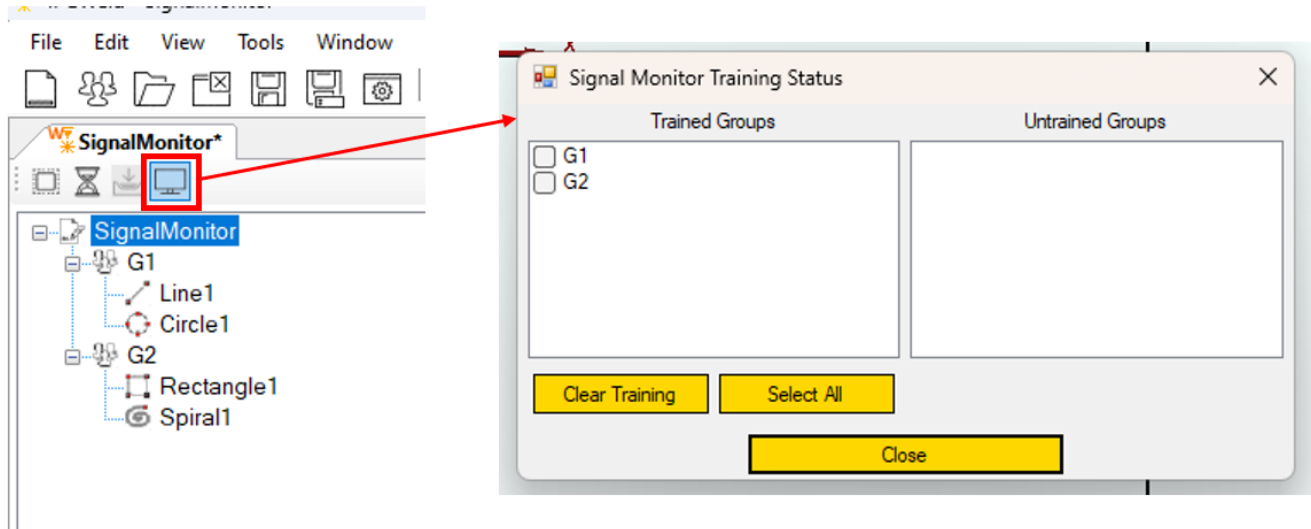 File Edit View Tools Window
SignalMonitor*
SignalMonitor
G1
Line1
Circle1
G2
Rectangle1
Spiral1
Signal Monitor Training Status
Trained Groups Untrained Groups
G1
G2
Clear Training Select All
Close